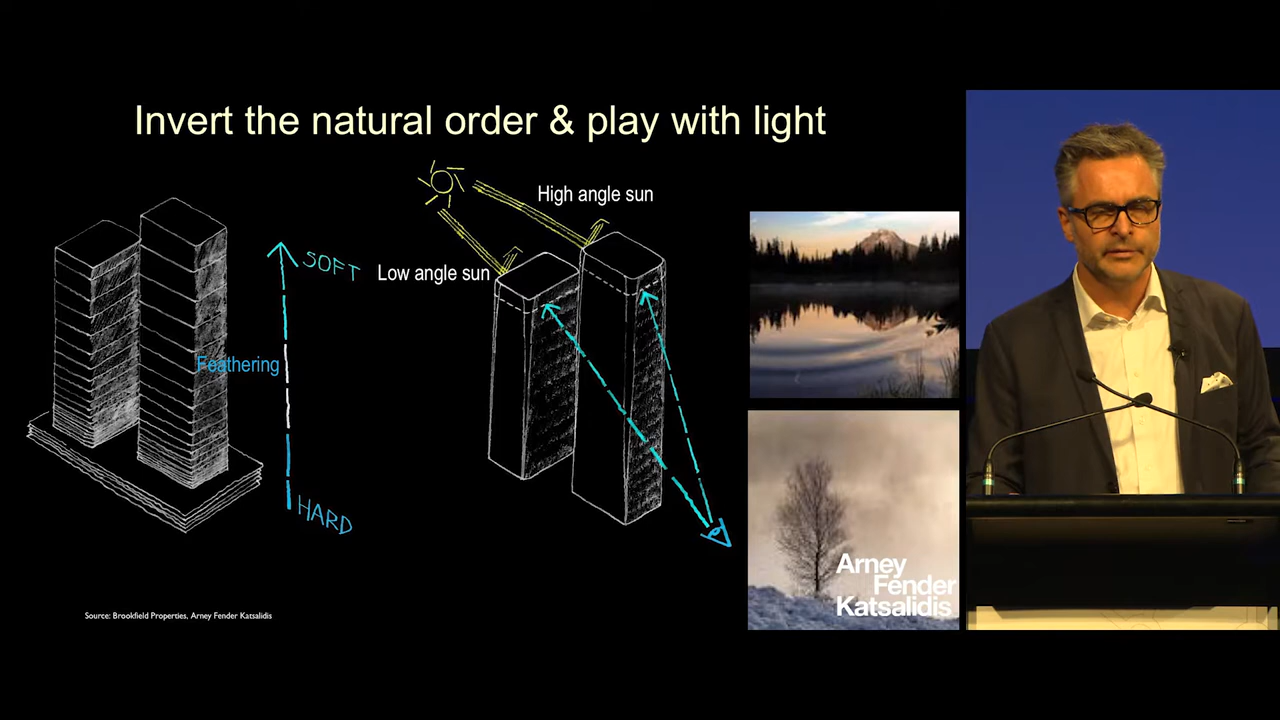 Invert the natural order & play with light
High angle sun
Low angle sun
SOFT
Feathering
HARD
Arney
Fender
Katsalidis
Source: Brookfield Properties, Arney Fender Katsalidis